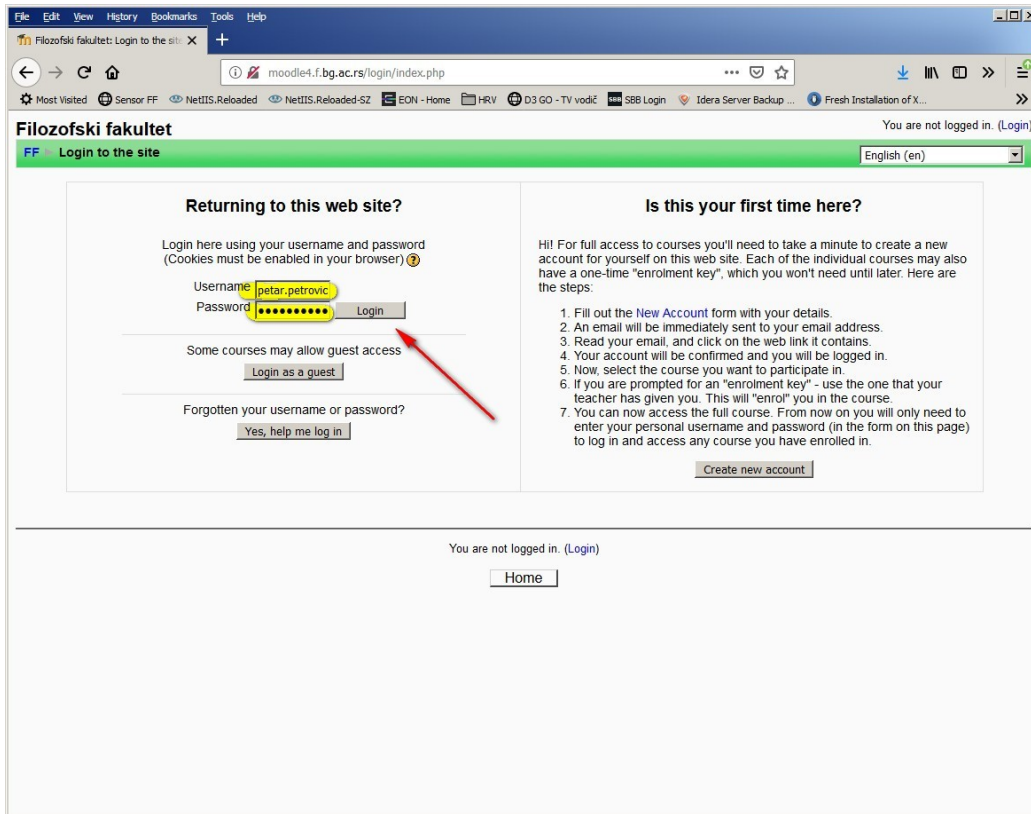 File Edit View History Bookmarks Tools Help
Filozofski fakultet: Login to the site
moodle4.f.bg.ac.rs/login/index.php
Most Visited Sensor FF NetIIS.Reloaded NetIIS.Reloaded-SZ EON - Home HRV D3 GO - TV vodič SBB SBB Login Idera Server Backup ... Fresh Installation of X...
Filozofski fakultet
You are not logged in. (Login)
FF ► Login to the site
English (en)
Returning to this web site?
Login here using your username and password
(Cookies must be enabled in your browser) ?
Username petar.petrovic
Password ●●●●●●●●●● Login
Some courses may allow guest access
Login as a guest
Forgotten your username or password?
Yes, help me log in
Is this your first time here?
Hi! For full access to courses you'll need to take a minute to create a new
account for yourself on this web site. Each of the individual courses may also
have a one-time "enrolment key", which you won't need until later. Here are
the steps:
1. Fill out the New Account form with your details.
2. An email will be immediately sent to your email address.
3. Read your email, and click on the web link it contains.
4. Your account will be confirmed and you will be logged in.
5. Now, select the course you want to participate in.
6. If you are prompted for an "enrolment key" - use the one that your
teacher has given you. This will "enrol" you in the course.
7. You can now access the full course. From now on you will only need to
enter your personal username and password (in the form on this page)
to log in and access any course you have enrolled in.
Create new account
You are not logged in. (Login)
Home